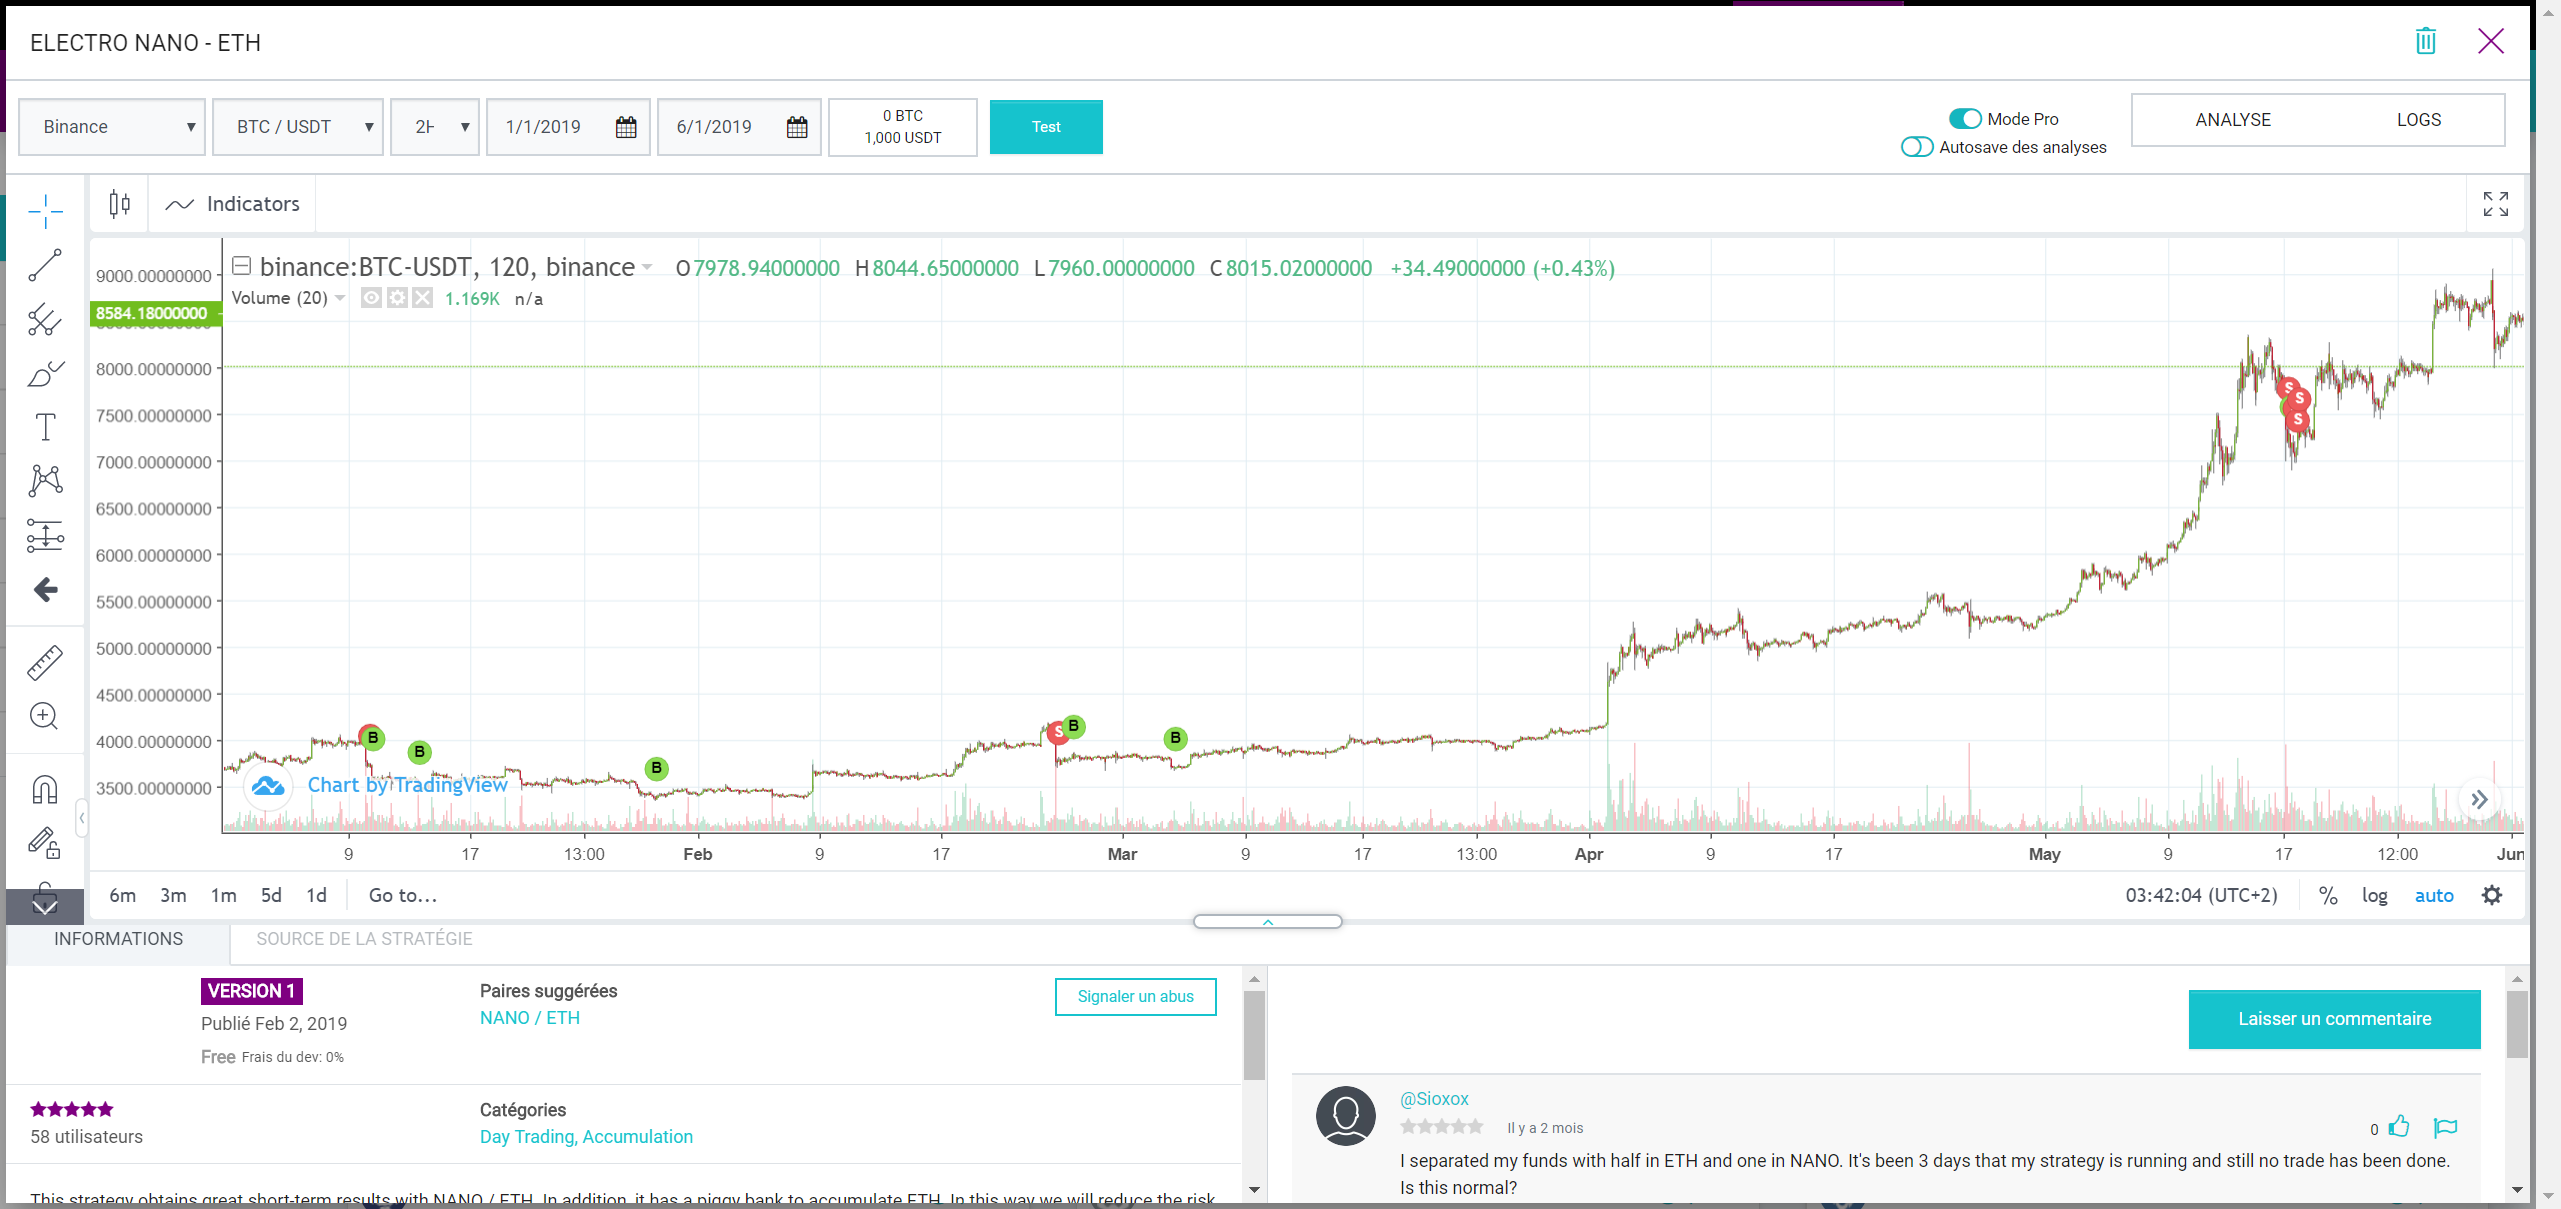 ELECTRO NANO - ETH
Binance
BTC / USDT
1/1/2019
6/1/2019
0 BTC
1,000 USDT
Test
Mode Pro
Autosave des analyses
ANALYSE
LOGS
Indicators
binance:BTC-USDT, 120, binance O7978.94000000 H8044.65000000 L7960.00000000 C8015.02000000 +34.49000000 (+0.43%)
Volume (20) 1.169K n/a
9000.00000000
8584.18000000
8000.00000000
7500.00000000
7000.00000000
6500.00000000
6000.00000000
5500.00000000
5000.00000000
4500.00000000
4000.00000000
3500.00000000
S
S
S
B
B
B
S
B
B
Chart by TradingView
9 17 13:00 Feb 9 17 Mar 9 17 13:00 Apr 9 17 May 9 17 12:00 Jun
6m 3m 1m 5d 1d Go to...
03:42:04 (UTC+2) % log auto
INFORMATIONS
SOURCE DE LA STRATÉGIE
VERSION 1
Publié Feb 2, 2019
Free Frais du dev: 0%
Paires suggérées
NANO / ETH
Signaler un abus
58 utilisateurs
Catégories
Day Trading, Accumulation
This strategy obtains great short-term results with NANO / ETH. In addition, it has a piggy bank to accumulate ETH. In this way we will reduce the risk
Laisser un commentaire
@Sioxox
Il y a 2 mois
0
I separated my funds with half in ETH and one in NANO. It's been 3 days that my strategy is running and still no trade has been done.
Is this normal?